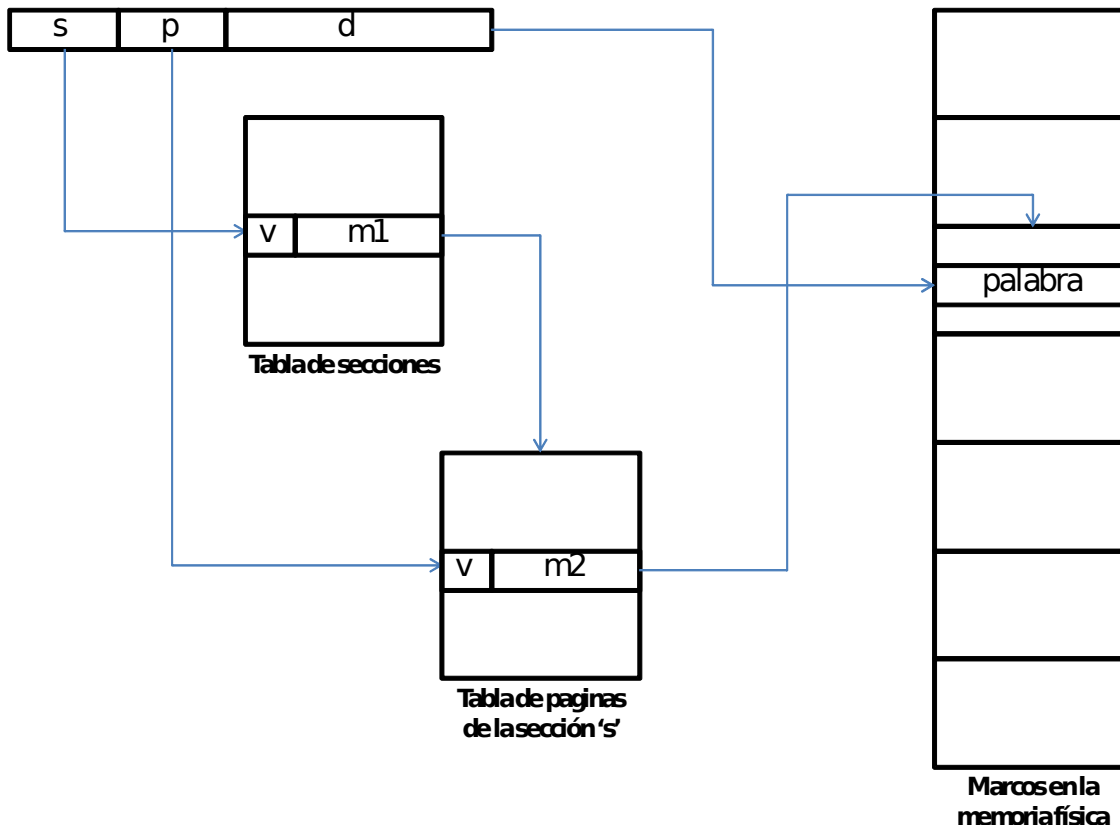 s p d
v m1
palabra
Tabla de secciones
v m2
Tabla de paginas
de la sección ‘s’
Marcos en la
memoria física